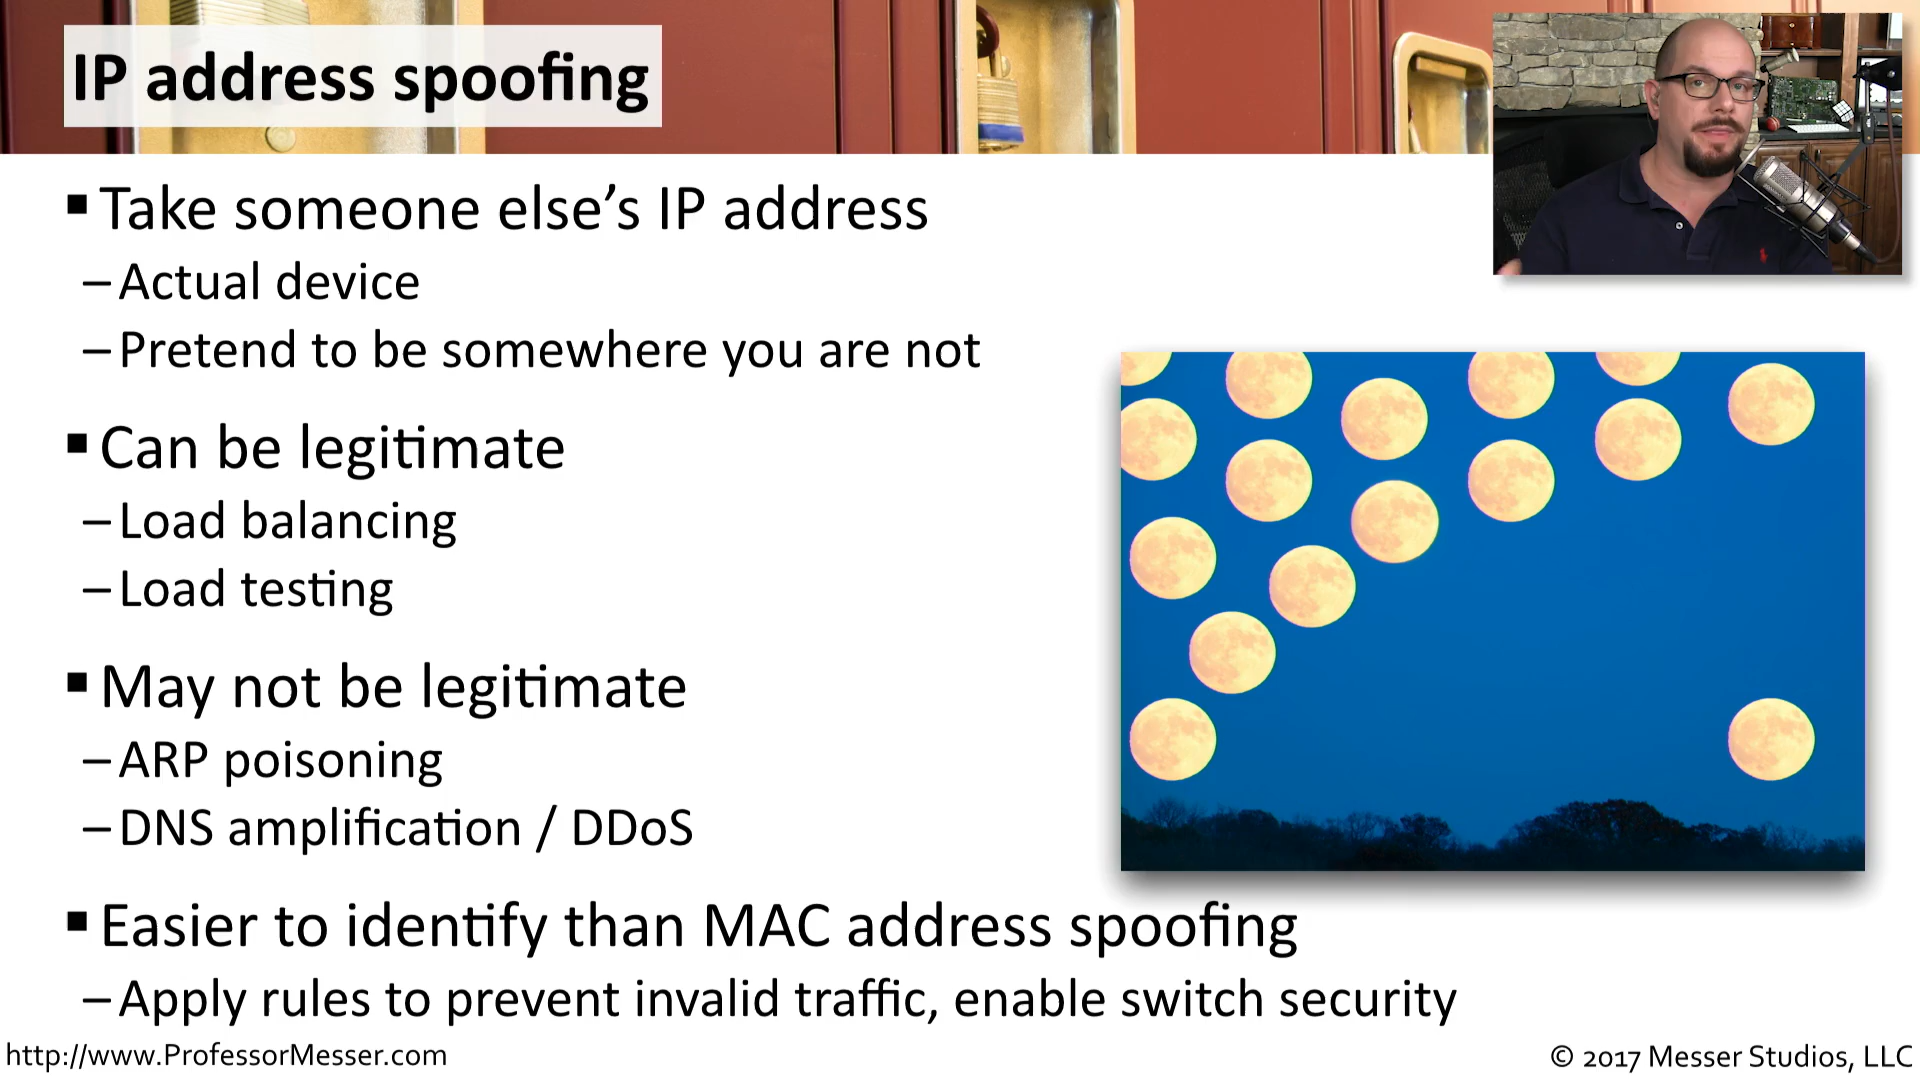 IP address spoofing
▪ Take someone else’s IP address
– Actual device
– Pretend to be somewhere you are not
▪ Can be legitimate
– Load balancing
– Load testing
▪ May not be legitimate
– ARP poisoning
– DNS amplification / DDoS
▪ Easier to identify than MAC address spoofing
– Apply rules to prevent invalid traffic, enable switch security
http://www.ProfessorMesser.com
© 2017 Messer Studios, LLC